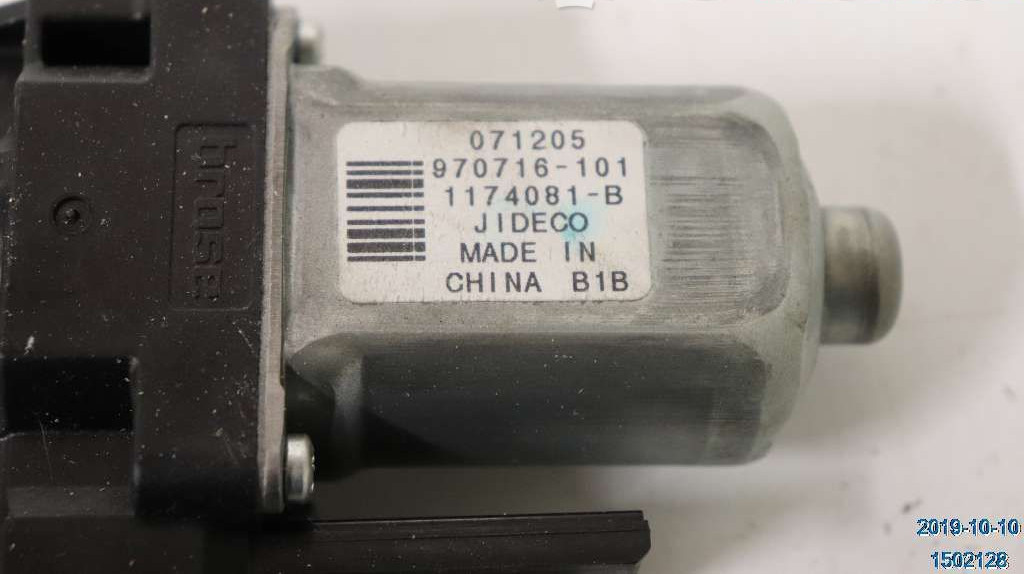 brose
071205
970716-101
1174081-B
JIDECO
MADE IN
CHINA B1B
2019-10-10
1502128